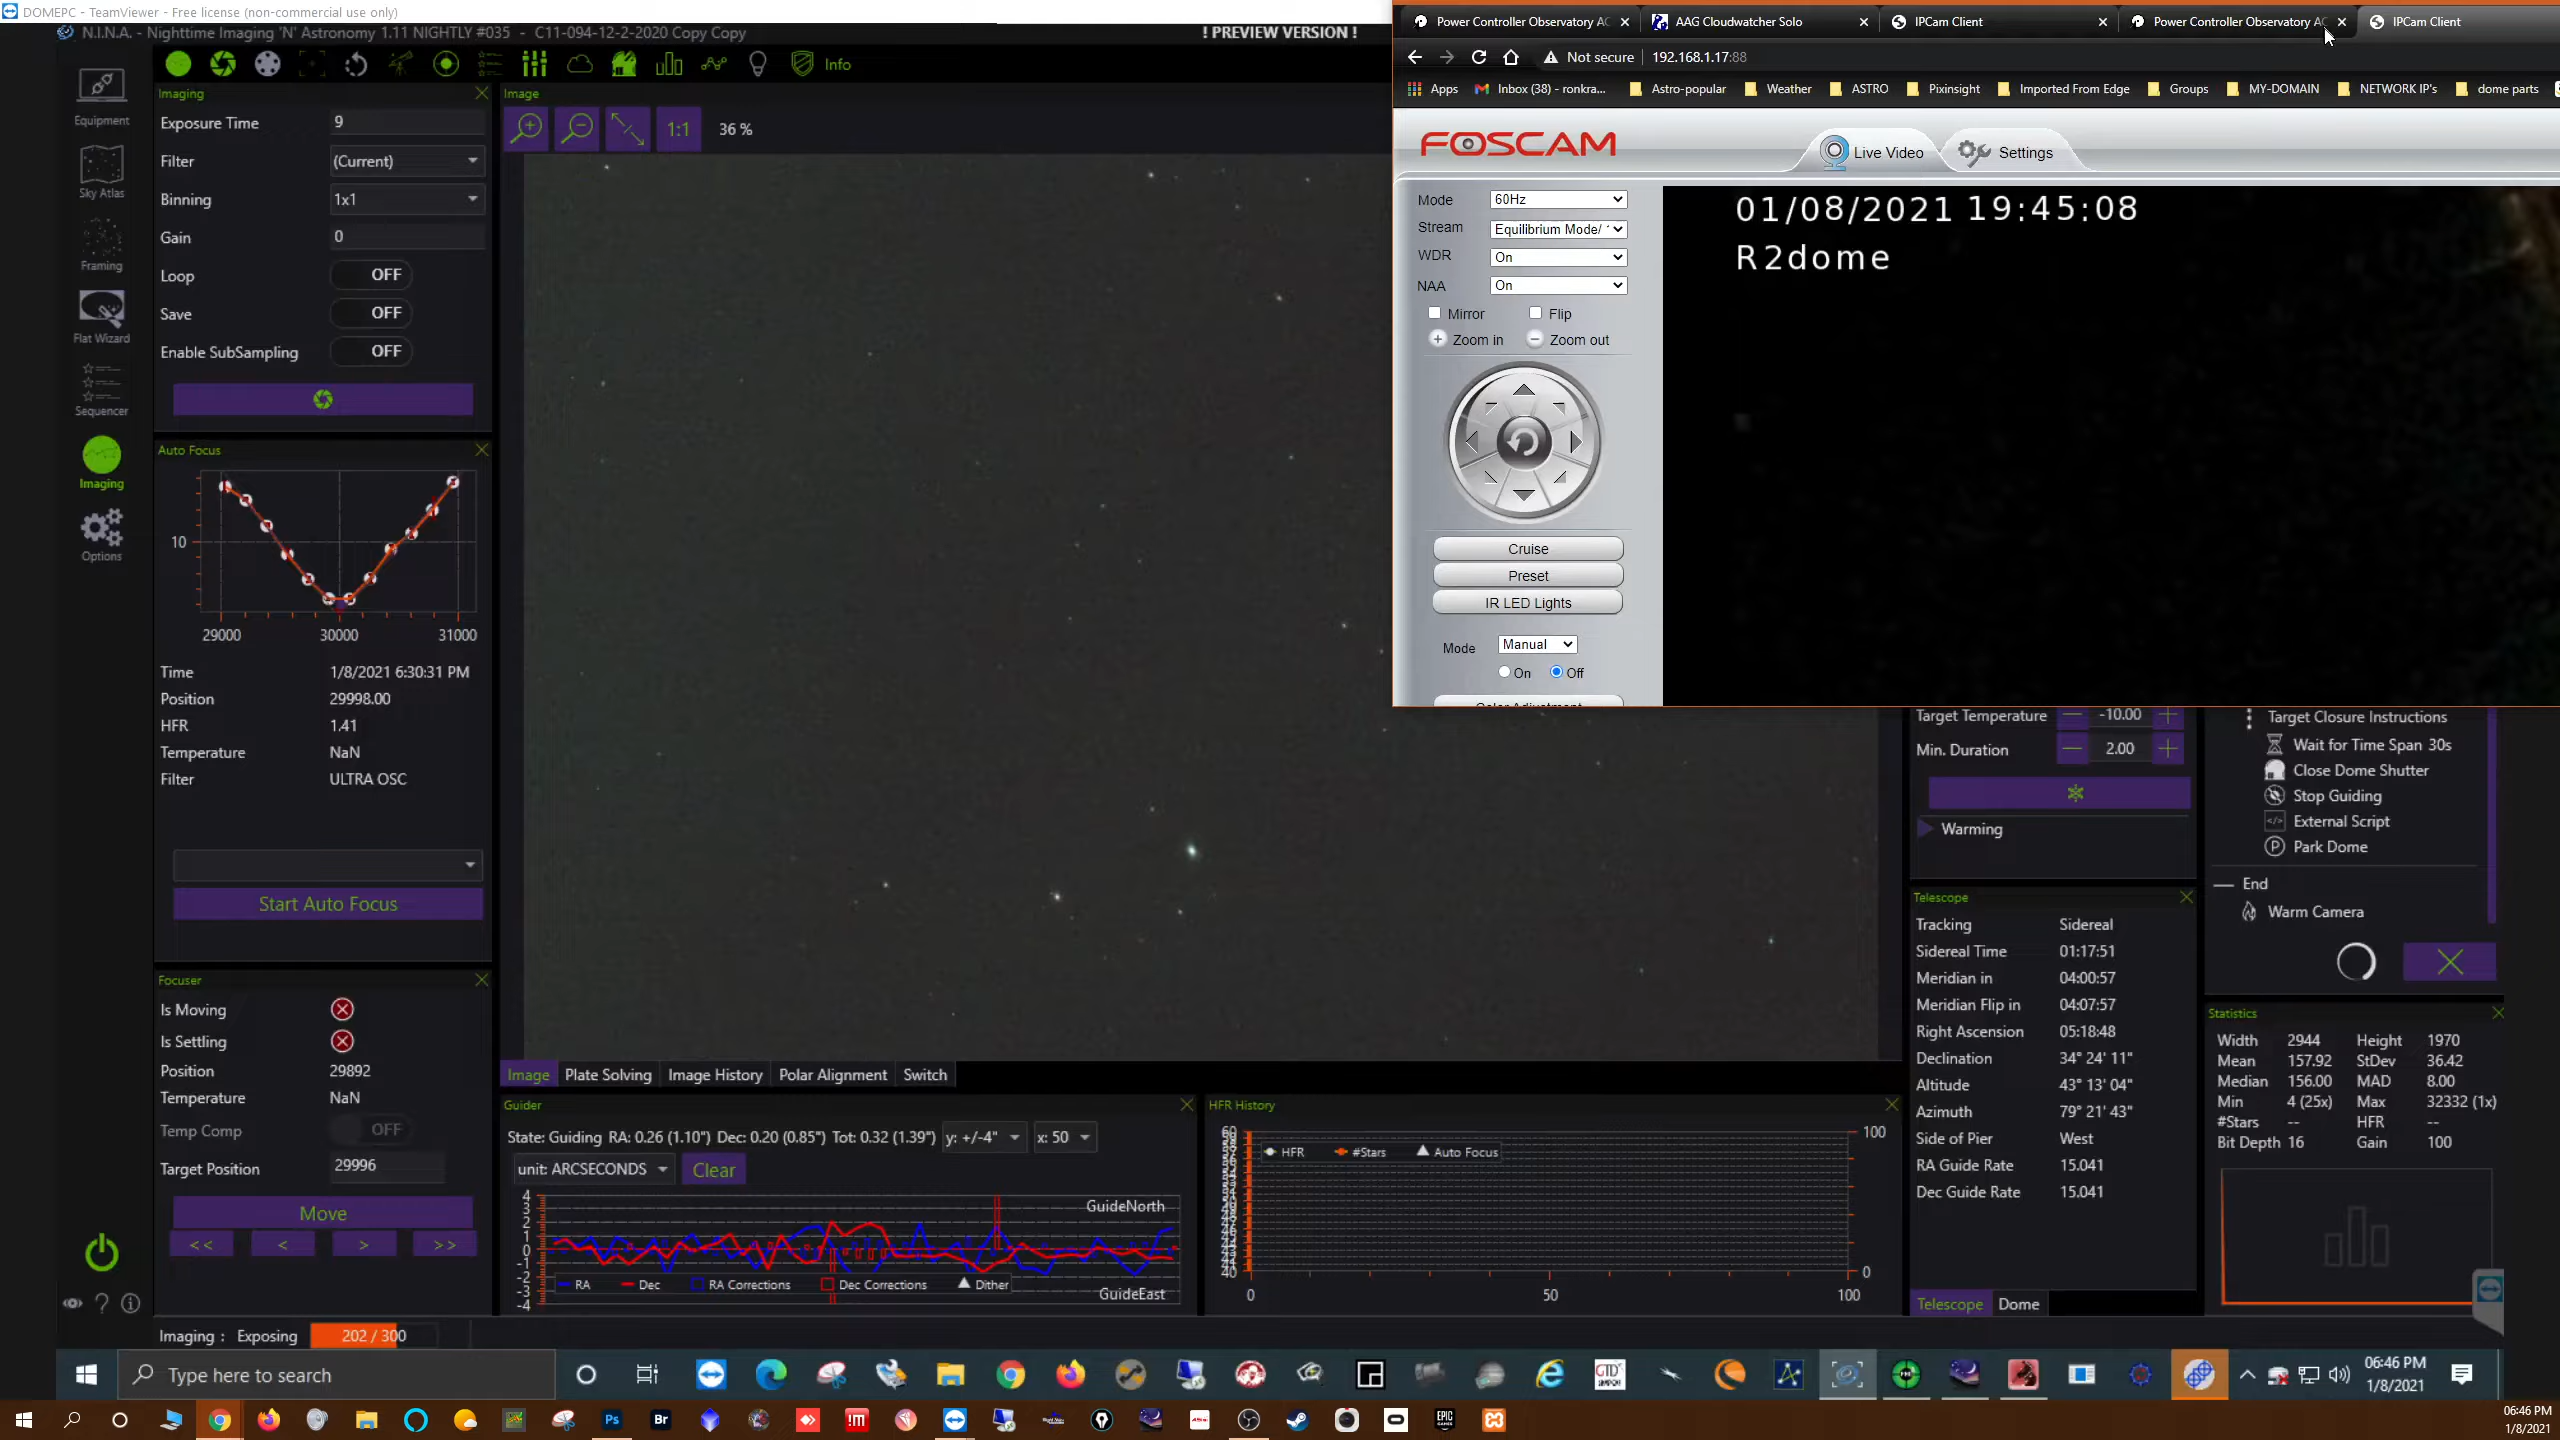 DOMEPC - TeamViewer - Free license (non-commercial use only)
N.I.N.A. - Nighttime Imaging 'N' Astronomy 1.11 NIGHTLY #035 - C11-094-12-2-2020 Copy Copy
! PREVIEW VERSION !
Info
Equipment
Sky Atlas
Framing
Flat Wizard
Sequencer
Imaging
Options
Imaging
Exposure Time 9
Filter (Current)
Binning 1x1
Gain 0
Loop OFF
Save OFF
Enable SubSampling OFF
Auto Focus
10
29000 30000 31000
Time 1/8/2021 6:30:31 PM
Position 29998.00
HFR 1.41
Temperature NaN
Filter ULTRA OSC
Start Auto Focus
Focuser
Is Moving
Is Settling
Position 29892
Temperature NaN
Temp Comp OFF
Target Position 29996
Move
<< < > >>
Image
1:1 36 %
Image Plate Solving Image History Polar Alignment Switch
Guider
State: Guiding RA: 0.26 (1.10") Dec: 0.20 (0.85") Tot: 0.32 (1.39") y: +/-4" x: 50
unit: ARCSECONDS Clear
4
3
2
1
0
-1
-2
-3
-4
GuideNorth
RA Dec RA Corrections Dec Corrections Dither
GuideEast
HFR History
HFR #Stars Auto Focus
60
40
100
0
0 50 100
Power Controller Observatory AC
AAG Cloudwatcher Solo
IPCam Client
Power Controller Observatory AC
IPCam Client
Not secure 192.168.1.17:88
Apps Inbox (38) - ronkra... Astro-popular Weather ASTRO Pixinsight Imported From Edge Groups MY-DOMAIN NETWORK IP's dome parts
FOSCAM
Live Video
Settings
Mode 60Hz
Stream Equilibrium Mode/
WDR On
NAA On
Mirror Flip
Zoom in Zoom out
Cruise
Preset
IR LED Lights
Mode Manual
On Off
01/08/2021 19:45:08
R2dome
Target Temperature -10.00
Min. Duration 2.00
Warming
Telescope
Tracking Sidereal
Sidereal Time 01:17:51
Meridian in 04:00:57
Meridian Flip in 04:07:57
Right Ascension 05:18:48
Declination 34° 24' 11"
Altitude 43° 13' 04"
Azimuth 79° 21' 43"
Side of Pier West
RA Guide Rate 15.041
Dec Guide Rate 15.041
Telescope Dome
Target Closure Instructions
Wait for Time Span 30s
Close Dome Shutter
Stop Guiding
External Script
Park Dome
End
Warm Camera
Statistics
Width 2944 Height 1970
Mean 157.92 StDev 36.42
Median 156.00 MAD 8.00
Min 4 (25x) Max 32332 (1x)
#Stars -- HFR --
Bit Depth 16 Gain 100
Imaging : Exposing 202 / 300
Type here to search
GTD
06:46 PM
1/8/2021
Ps Br !M EPIC GAMES
06:46 PM
1/8/2021